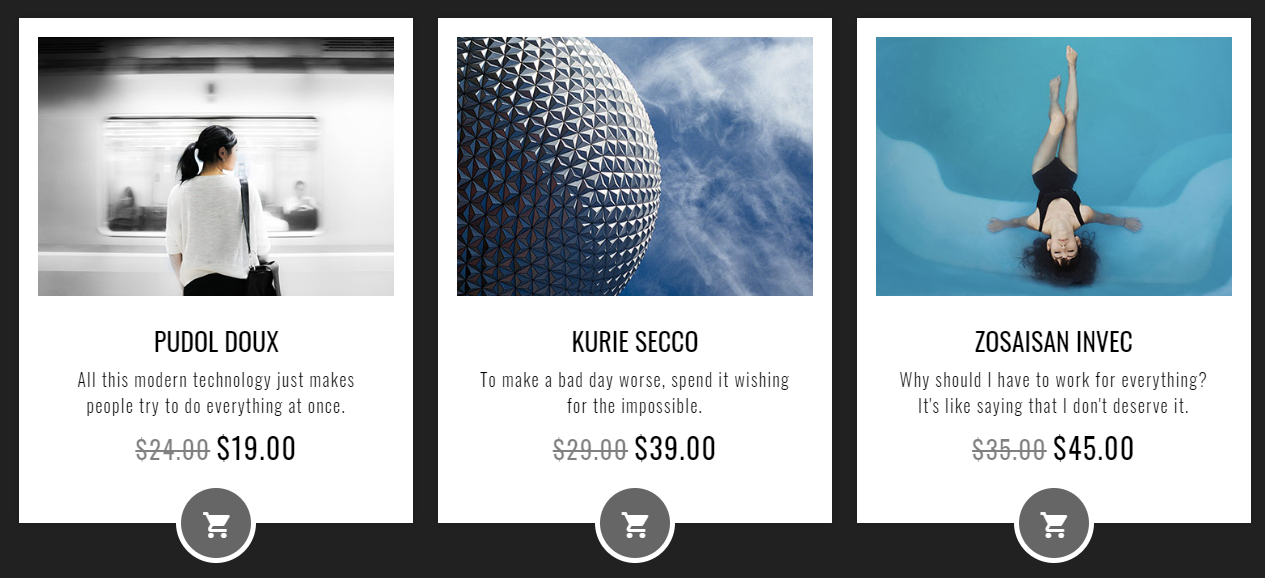 PUDOL DOUX
All this modern technology just makes
people try to do everything at once.
$24.00 $19.00
KURIE SECCO
To make a bad day worse, spend it wishing
for the impossible.
$29.00 $39.00
ZOSAISAN INVEC
Why should I have to work for everything?
It's like saying that I don't deserve it.
$35.00 $45.00